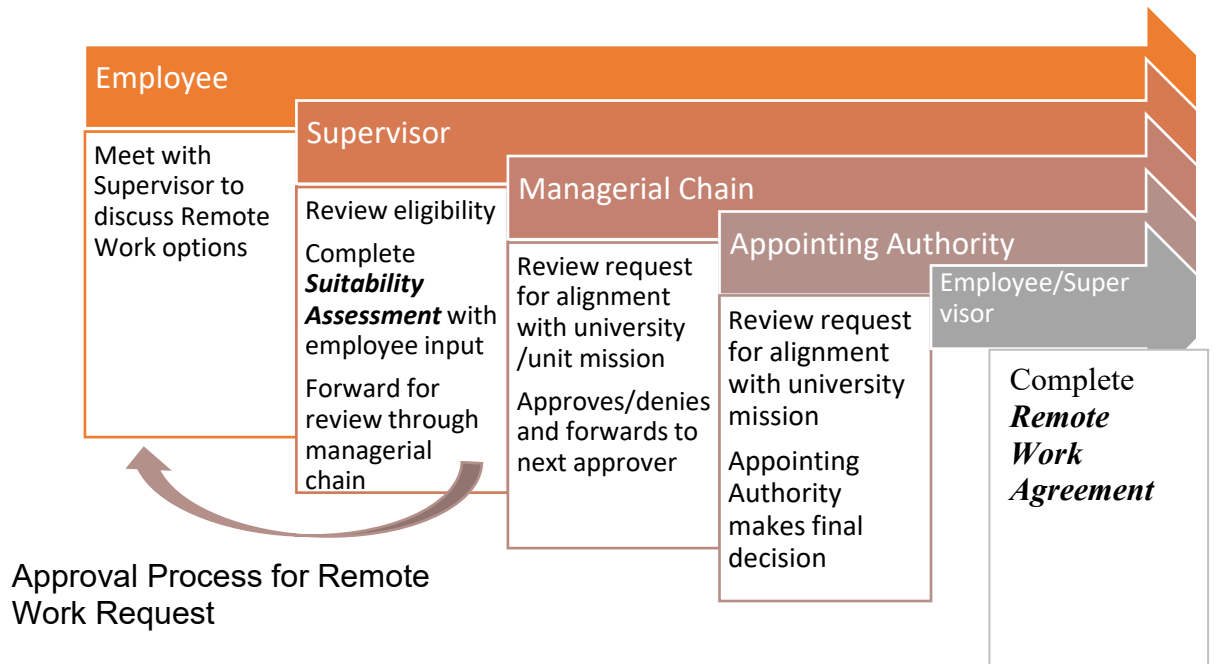 Employee
Meet with
Supervisor to
discuss Remote
Work options
Supervisor
Review eligibility
Complete
Suitability
Assessment with
employee input
Forward for
review through
managerial
chain
Managerial Chain
Review request
for alignment
with university
/unit mission
Approves/denies
and forwards to
next approver
Appointing Authority
Review request
for alignment
with university
mission
Appointing
Authority
makes final
decision
Employee/Super
visor
Complete
Remote
Work
Agreement
Approval Process for Remote
Work Request